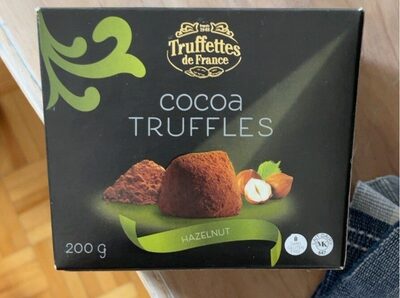 Truffettes
de France
cocoa
TRUFFLES
HAZELNUT
200 g